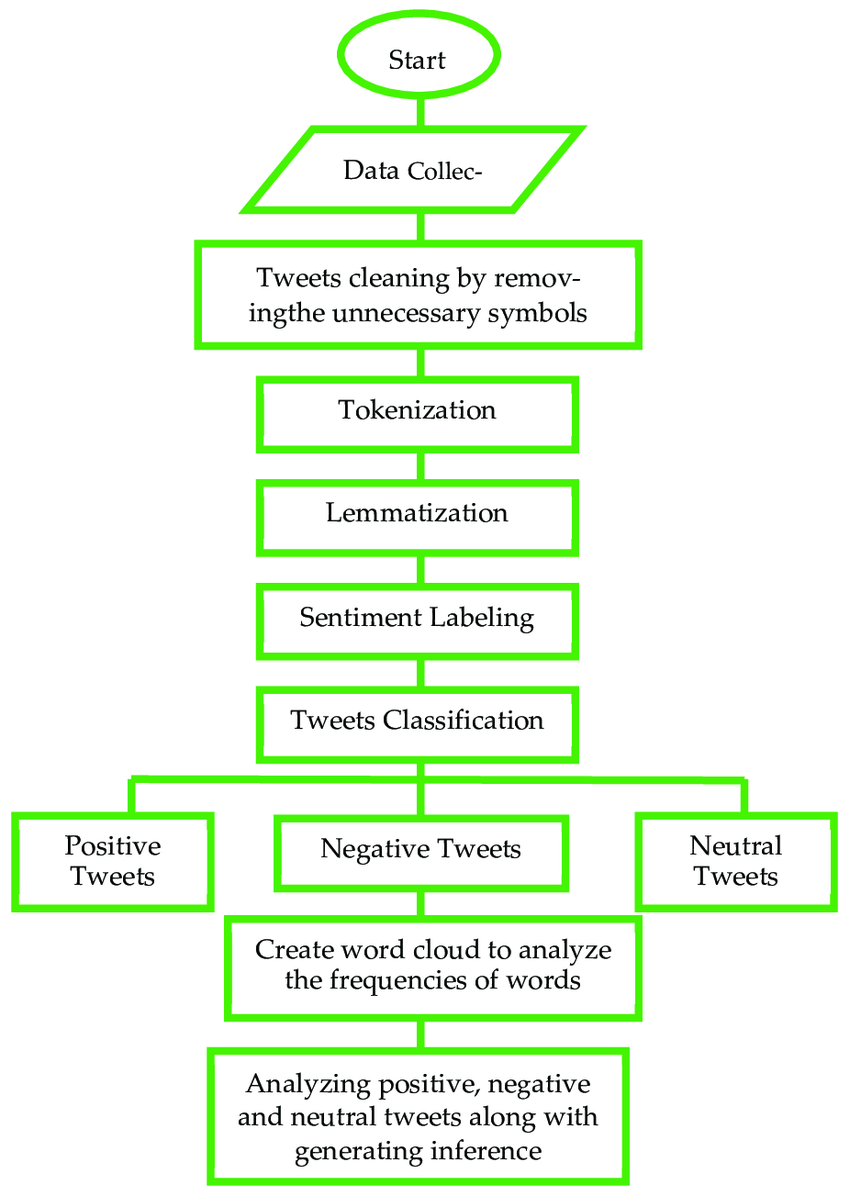 Start
Data Collec-
Tweets cleaning by remov-
ingthe unnecessary symbols
Tokenization
Lemmatization
Sentiment Labeling
Tweets Classification
Positive
Tweets
Negative Tweets
Neutral
Tweets
Create word cloud to analyze
the frequencies of words
Analyzing positive, negative
and neutral tweets along with
generating inference